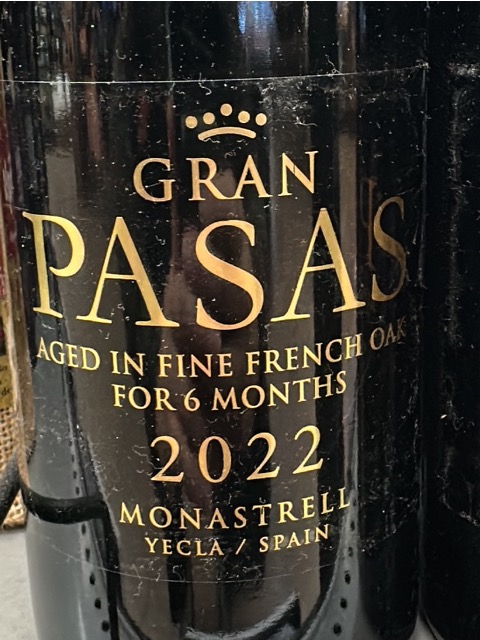 GRAN
PASAS
AGED IN FINE FRENCH OAK
FOR 6 MONTHS
2022
MONASTRELL
YECLA / SPAIN